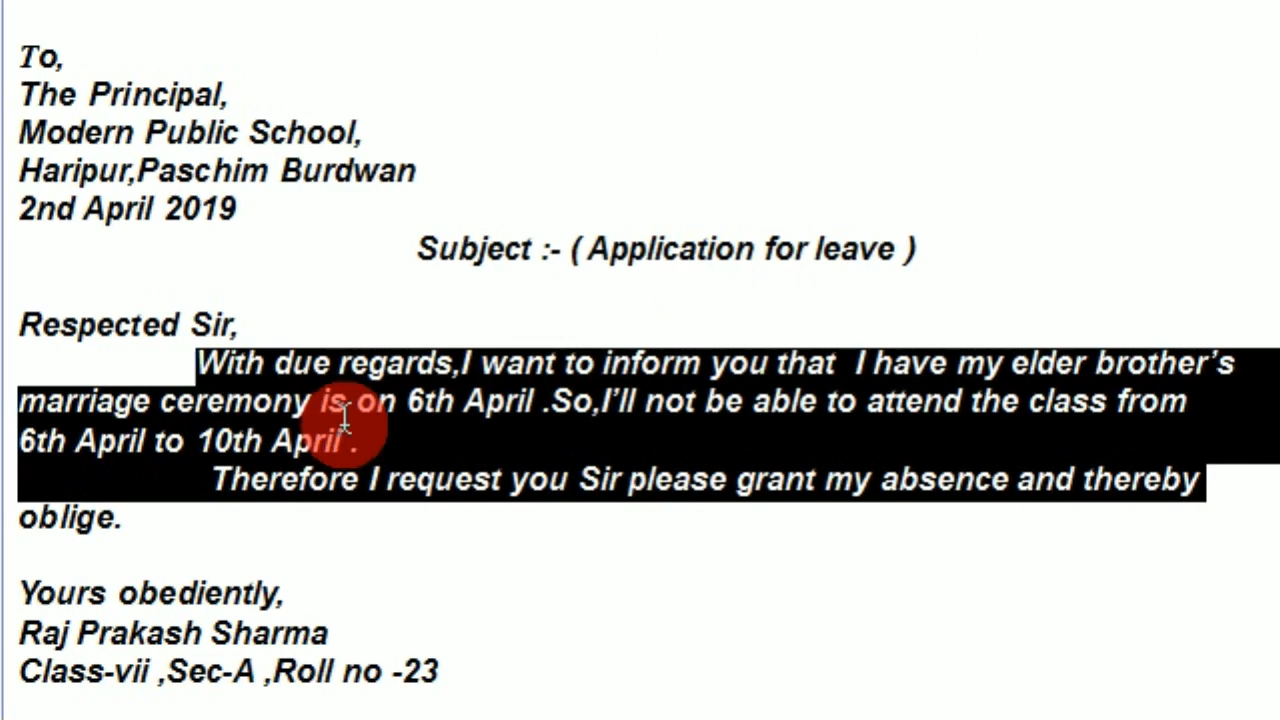 To,
The Principal,
Modern Public School,
Haripur,Paschim Burdwan
2nd April 2019
Subject :- ( Application for leave )
Respected Sir,
With due regards,I want to inform you that I have my elder brother's
marriage ceremony is on 6th April .So,I'll not be able to attend the class from
6th April to 10th April .
Therefore I request you Sir please grant my absence and thereby
oblige.
Yours obediently,
Raj Prakash Sharma
Class-vii ,Sec-A ,Roll no -23